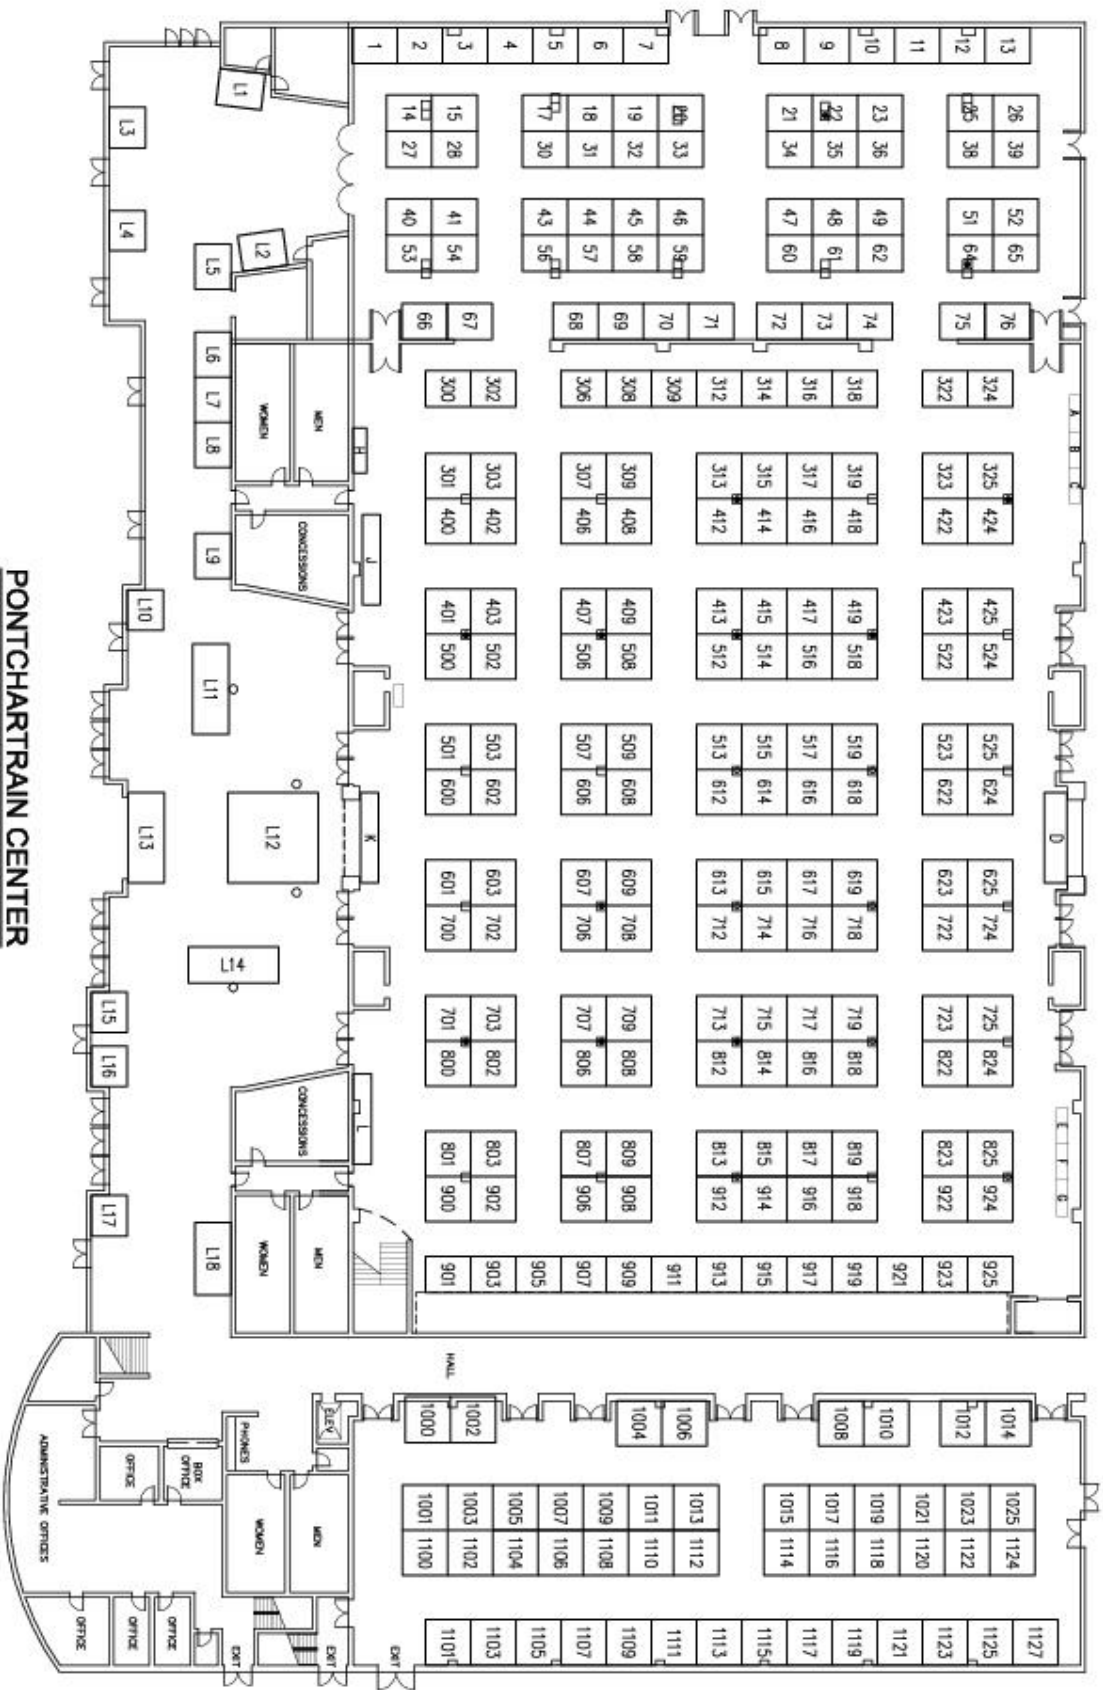 1 2 3 4 5 6 7 8 9 10 11 12 13
L1
L3
14 15 17 18 19 20 21 22 23 25 26
27 28 30 31 32 33 34 35 36 38 39
L4
40 41 43 44 45 46 47 48 49 51 52
L5 L2
53 54 56 57 58 59 60 61 62 64 65
66 67 68 69 70 71 72 73 74 75 76
L6
L7
L8
WOMEN
MEN
H
300 302 306 308 309 312 314 316 318 322 324
A
B
C
301 303 307 309 313 315 317 319 323 325
400 402 406 408 412 414 416 418 422 424
L9
CONCESSIONS
J
L10
401 403 407 409 413 415 417 419 423 425
500 502 506 508 512 514 516 518 522 524
L11
501 503 507 509 513 515 517 519 523 525
600 602 606 608 612 614 616 618 622 624
L13
L12
K
D
601 603 607 609 613 615 617 619 623 625
700 702 706 708 712 714 716 718 722 724
L14
L15
L16
701 703 707 709 713 715 717 719 723 725
800 802 806 808 812 814 816 818 822 824
CONCESSIONS
L
E
F
G
801 803 807 809 813 815 817 819 823 825
900 902 906 908 912 914 916 918 922 924
L17
L18
WOMEN
MEN
901 903 905 907 909 911 913 915 917 919 921 923 925
HALL
1000 1002 1004 1006 1008 1010 1012 1014
ELEV
PHONES
BOX
OFFICE
OFFICE
ADMINISTRATIVE OFFICES
WOMEN
MEN
1001 1003 1005 1007 1009 1011 1013 1015 1017 1019 1021 1023 1025
1100 1102 1104 1106 1108 1110 1112 1114 1116 1118 1120 1122 1124
OFFICE
OFFICE
OFFICE
EXIT
EXIT
EXIT
1101 1103 1105 1107 1109 1111 1113 1115 1117 1119 1121 1123 1125 1127
PONTCHARTRAIN CENTER